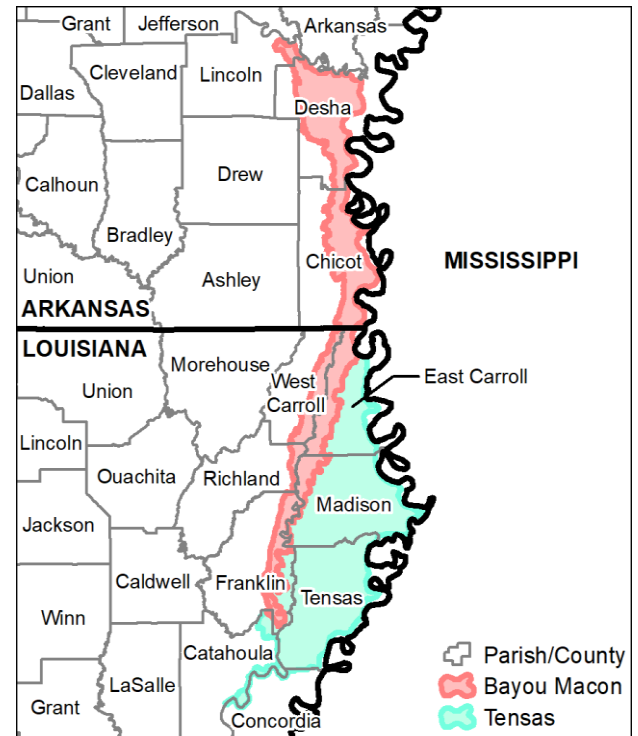 Grant
Jefferson
Arkansas
Cleveland
Lincoln
Dallas
Desha
Drew
Calhoun
Bradley
Union
Ashley
Chicot
MISSISSIPPI
ARKANSAS
LOUISIANA
Morehouse
Union
West
Carroll
East Carroll
Lincoln
Ouachita
Richland
Madison
Jackson
Caldwell
Franklin
Tensas
Winn
Catahoula
LaSalle
Grant
Concordia
Parish/County
Bayou Macon
Tensas